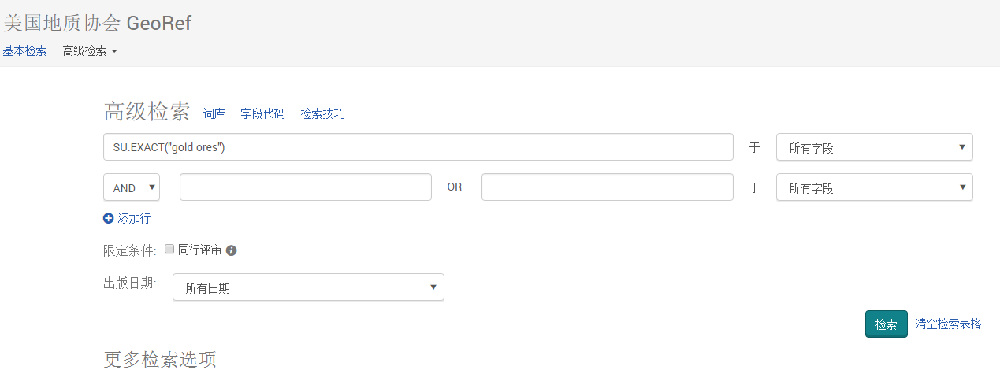 美国地质协会 GeoRef
基本检索 高级检索
高级检索 词库 字段代码 检索技巧
SU.EXACT("gold ores") 于 所有字段
AND OR 于 所有字段
添加行
限定条件: 同行评审
出版日期: 所有日期
检索 清空检索表格
更多检索选项